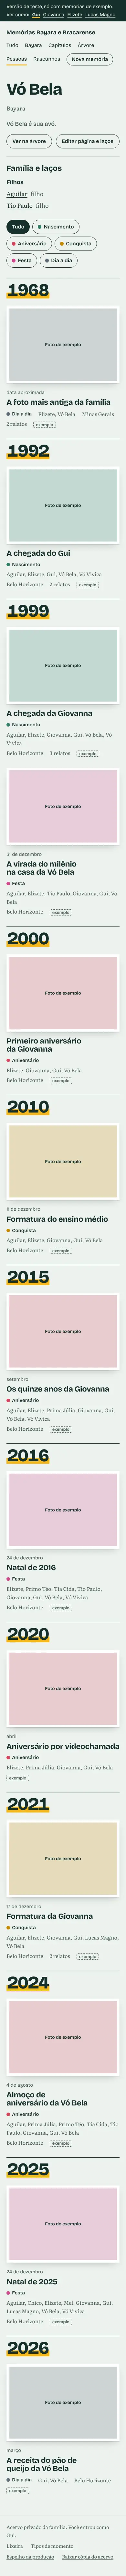 Versão de teste, só com memórias de exemplo.
Ver como: Gui Giovanna Elizete Lucas Magno
Memórias Bayara e Bracarense
Tudo Bayara Capítulos Árvore
Pessoas Rascunhos Nova memória
Vó Bela
Bayara
Vó Bela é sua avó.
Ver na árvore Editar página e laços
Família e laços
Filhos
Aguilar filho
Tio Paulo filho
Tudo Nascimento
Aniversário Conquista
Festa Dia a dia
1968
Foto de exemplo
data aproximada
A foto mais antiga da família
Dia a dia Elizete, Vó Bela Minas Gerais
2 relatos exemplo
1992
Foto de exemplo
A chegada do Gui
Nascimento
Aguilar, Elizete, Gui, Vó Bela, Vó Vivica
Belo Horizonte 2 relatos exemplo
1999
Foto de exemplo
A chegada da Giovanna
Nascimento
Aguilar, Elizete, Giovanna, Gui, Vó Bela, Vó
Vivica
Belo Horizonte 3 relatos exemplo
Foto de exemplo
31 de dezembro
A virada do milênio
na casa da Vó Bela
Festa
Aguilar, Elizete, Tio Paulo, Giovanna, Gui, Vó
Bela
Belo Horizonte exemplo
2000
Foto de exemplo
Primeiro aniversário
da Giovanna
Aniversário
Elizete, Giovanna, Gui, Vó Bela
Belo Horizonte exemplo
2010
Foto de exemplo
11 de dezembro
Formatura do ensino médio
Conquista
Aguilar, Elizete, Giovanna, Gui, Vó Bela
Belo Horizonte exemplo
2015
Foto de exemplo
setembro
Os quinze anos da Giovanna
Aniversário
Aguilar, Elizete, Prima Júlia, Giovanna, Gui,
Vó Bela, Vó Vivica
Belo Horizonte exemplo
2016
Foto de exemplo
24 de dezembro
Natal de 2016
Festa
Elizete, Primo Téo, Tia Cida, Tio Paulo,
Giovanna, Gui, Vó Bela, Vó Vivica
Belo Horizonte exemplo
2020
Foto de exemplo
abril
Aniversário por videochamada
Aniversário
Elizete, Prima Júlia, Giovanna, Gui, Vó Bela
exemplo
2021
Foto de exemplo
17 de dezembro
Formatura da Giovanna
Conquista
Aguilar, Elizete, Giovanna, Gui, Lucas Magno,
Vó Bela
Belo Horizonte 2 relatos exemplo
2024
Foto de exemplo
4 de agosto
Almoço de
aniversário da Vó Bela
Aniversário
Aguilar, Prima Júlia, Primo Téo, Tia Cida, Tio
Paulo, Giovanna, Gui, Vó Bela
Belo Horizonte exemplo
2025
Foto de exemplo
24 de dezembro
Natal de 2025
Festa
Aguilar, Chico, Elizete, Mel, Giovanna, Gui,
Lucas Magno, Vó Bela, Vó Vivica
Belo Horizonte exemplo
2026
Foto de exemplo
março
A receita do pão de
queijo da Vó Bela
Dia a dia Gui, Vó Bela Belo Horizonte
exemplo
Acervo privado da família. Você entrou como
Gui.
Lixeira Tipos de momento
Espelho da produção Baixar cópia do acervo